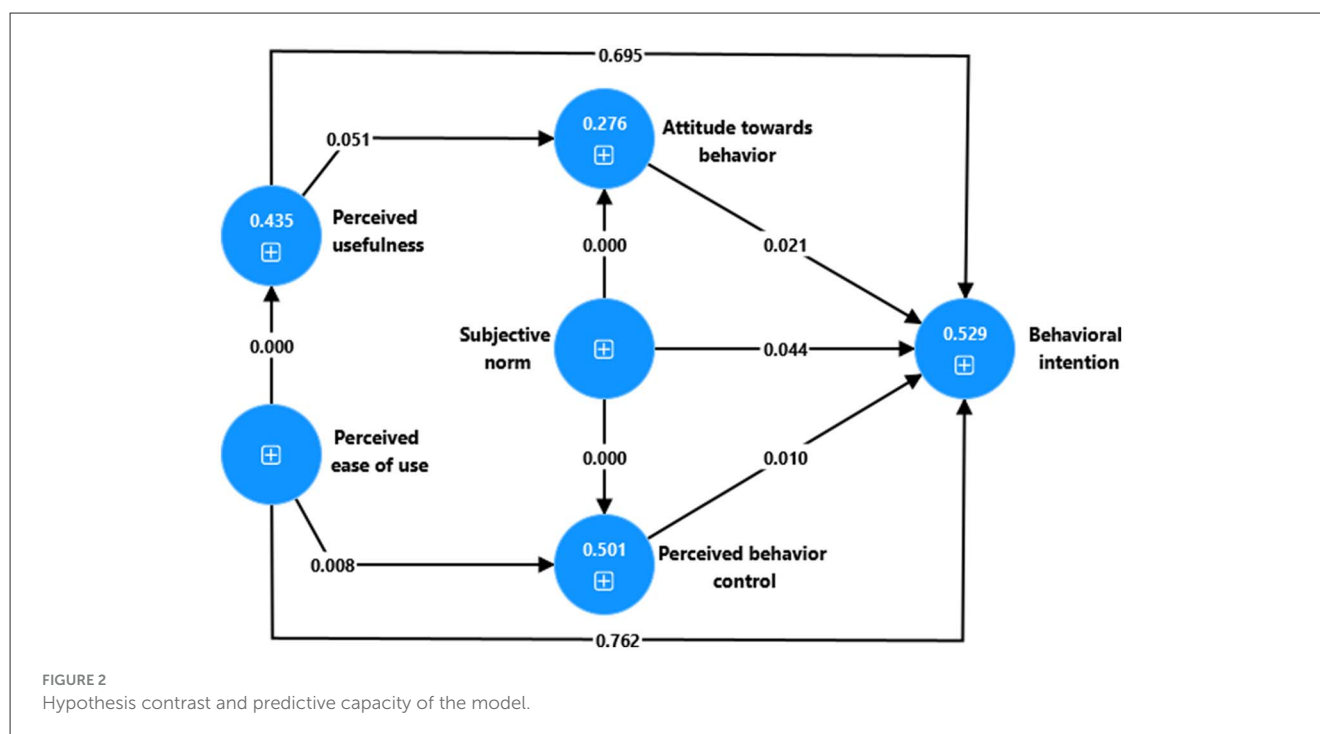 0.695
0.276
Attitude towards
behavior
0.051
0.435
Perceived
usefulness
0.000
0.021
Subjective
norm
0.044
0.529
Behavioral
intention
0.000
Perceived
ease of use
0.000
0.010
0.008
0.501
Perceived behavior
control
0.762
FIGURE 2
Hypothesis contrast and predictive capacity of the model.